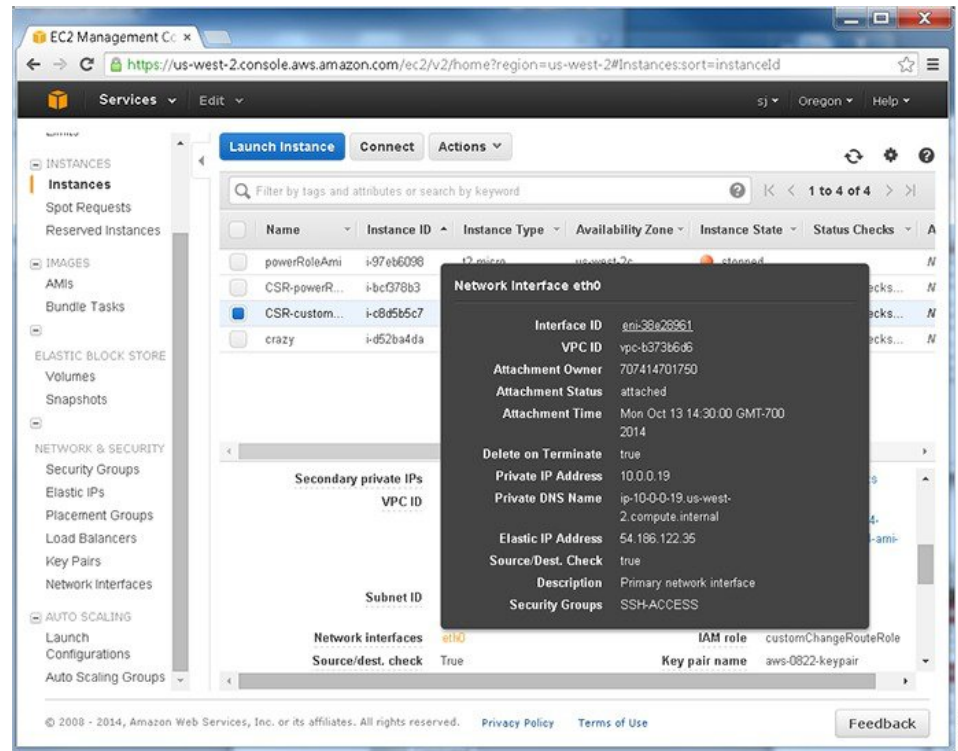 EC2 Management Co
https://us-west-2.console.aws.amazon.com/ec2/v2/home?region=us-west-2#Instances:sort=instanceId
Services Edit sj Oregon Help
INSTANCES
Instances
Spot Requests
Reserved Instances
IMAGES
AMIs
Bundle Tasks
ELASTIC BLOCK STORE
Volumes
Snapshots
NETWORK & SECURITY
Security Groups
Elastic IPs
Placement Groups
Load Balancers
Key Pairs
Network Interfaces
AUTO SCALING
Launch
Configurations
Auto Scaling Groups
Launch Instance Connect Actions
Filter by tags and attributes or search by keyword 1 to 4 of 4
Name Instance ID Instance Type Availability Zone Instance State Status Checks A
powerRoleAmi i-97eb6098 t2.micro us-west-2c stopped N
CSR-powerR... i-bcf378b3 ecks... N
CSR-custom... i-c8d5b5c7 ecks... N
crazy i-d52ba4da ecks... N
Network Interface eth0
Interface ID eni-38e28961
VPC ID vpc-b373b6d6
Attachment Owner 707414701750
Attachment Status attached
Attachment Time Mon Oct 13 14:30:00 GMT-700
2014
Delete on Terminate true
Private IP Address 10.0.0.19
Private DNS Name ip-10-0-0-19.us-west-
2.compute.internal
Elastic IP Address 54.186.122.35
Source/Dest. Check true
Description Primary network interface
Security Groups SSH-ACCESS
Secondary private IPs
VPC ID
-ami-
Subnet ID
Network interfaces eth0 IAM role customChangeRouteRole
Source/dest. check True Key pair name aws-0822-keypair
© 2008 - 2014, Amazon Web Services, Inc. or its affiliates. All rights reserved. Privacy Policy Terms of Use Feedback